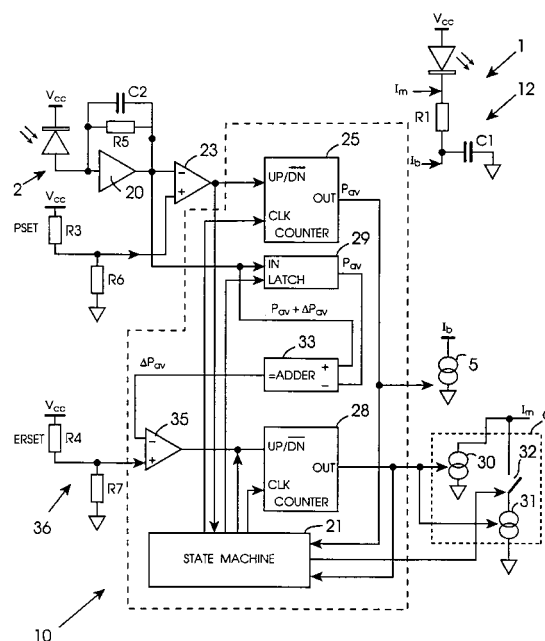 Vcc
1
Im
12
R1
C1
Ib
C2
Vcc
R5
23
25
2
20
UP/DN
Pav
OUT
CLK
COUNTER
Vcc
PSET
R3
R6
29
IN
LATCH
Pav
Pav + ΔPav
33
=ADDER
+
−
Ib
5
ΔPav
35
28
Vcc
ERSET
R4
−
+
UP/DN
OUT
CLK
COUNTER
R7
36
Im
6
30
32
31
21
STATE MACHINE
10